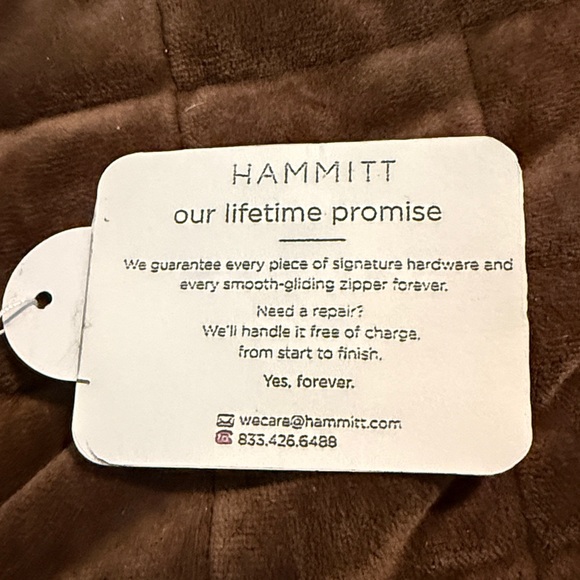 HAMMITT
our lifetime promise
We guarantee every piece of signature hardware and
every smooth-gliding zipper forever.
Need a repair?
We'll handle it free of charge,
from start to finish.
Yes, forever.
wecare@hammitt.com
833.426.6488